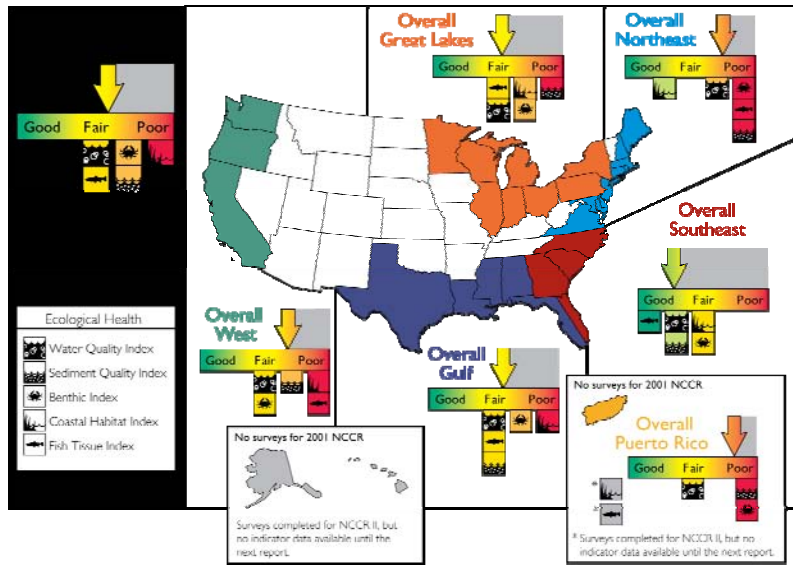 Overall
Great Lakes
Good Fair Poor
Overall
Northeast
Good Fair Poor
Good Fair Poor
Overall
Southeast
Good Fair Poor
Ecological Health
Water Quality Index
Sediment Quality Index
Benthic Index
Coastal Habitat Index
Fish Tissue Index
Overall
West
Good Fair Poor
Overall
Gulf
Good Fair Poor
No surveys for 2001 NCCR
Surveys completed for NCCR II, but
no indicator data available until the
next report.
No surveys for 2001 NCCR
Overall
Puerto Rico
Good Fair Poor
*
*
* Surveys completed for NCCR II, but no
indicator data available until the next report.